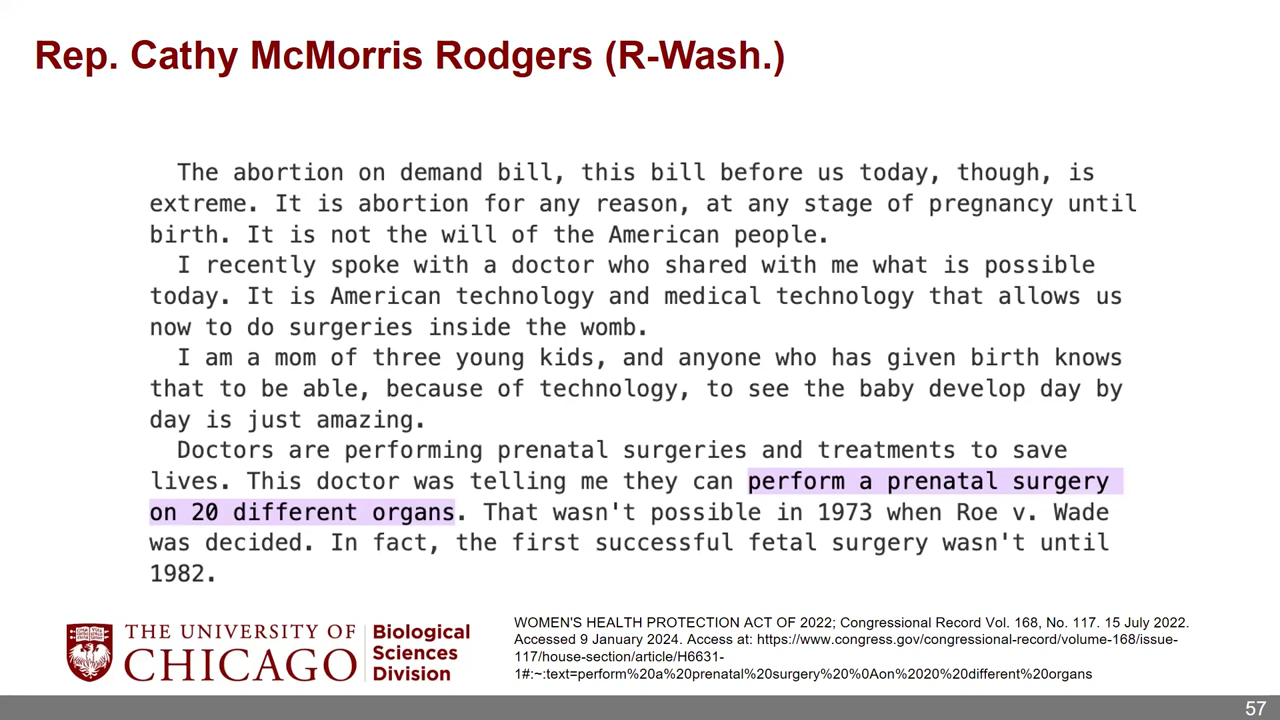 Rep. Cathy McMorris Rodgers (R-Wash.)
The abortion on demand bill, this bill before us today, though, is
extreme. It is abortion for any reason, at any stage of pregnancy until
birth. It is not the will of the American people.
I recently spoke with a doctor who shared with me what is possible
today. It is American technology and medical technology that allows us
now to do surgeries inside the womb.
I am a mom of three young kids, and anyone who has given birth knows
that to be able, because of technology, to see the baby develop day by
day is just amazing.
Doctors are performing prenatal surgeries and treatments to save
lives. This doctor was telling me they can perform a prenatal surgery
on 20 different organs. That wasn't possible in 1973 when Roe v. Wade
was decided. In fact, the first successful fetal surgery wasn't until
1982.
THE UNIVERSITY OF
CHICAGO
Biological
Sciences
Division
WOMEN'S HEALTH PROTECTION ACT OF 2022; Congressional Record Vol. 168, No. 117. 15 July 2022.
Accessed 9 January 2024. Access at: https://www.congress.gov/congressional-record/volume-168/issue-
117/house-section/article/H6631-
1#:~:text=perform%20a%20prenatal%20surgery%20%0Aon%2020%20different%20organs
57